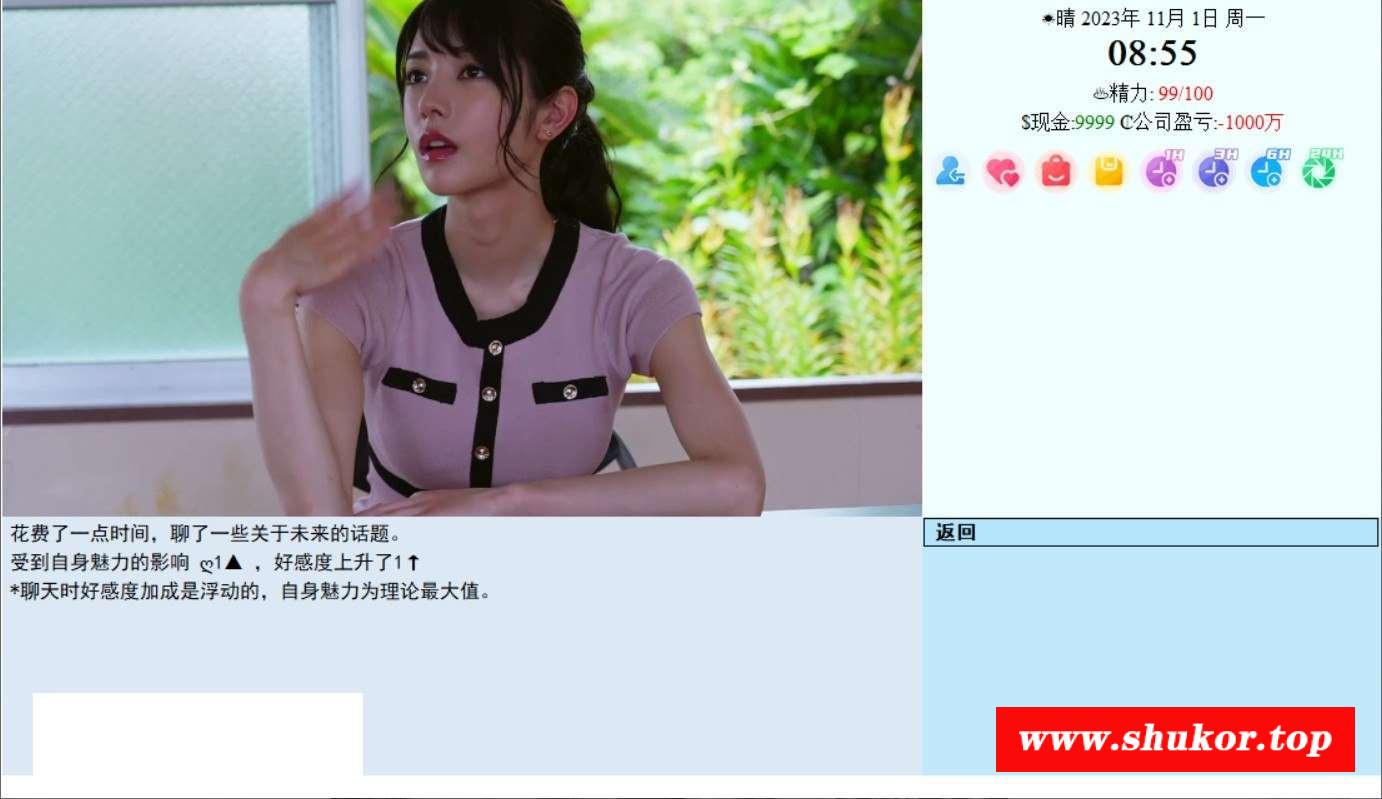 ☀晴 2023年 11月 1日 周一
08:55
♨精力: 99/100
$现金:9999 ₡公司盈亏:-1000万
1H 3H 6H 24H
花费了一点时间，聊了一些关于未来的话题。
受到自身魅力的影响 ღ1▲ ，好感度上升了1↑
*聊天时好感度加成是浮动的，自身魅力为理论最大值。
返回
www.shukor.top